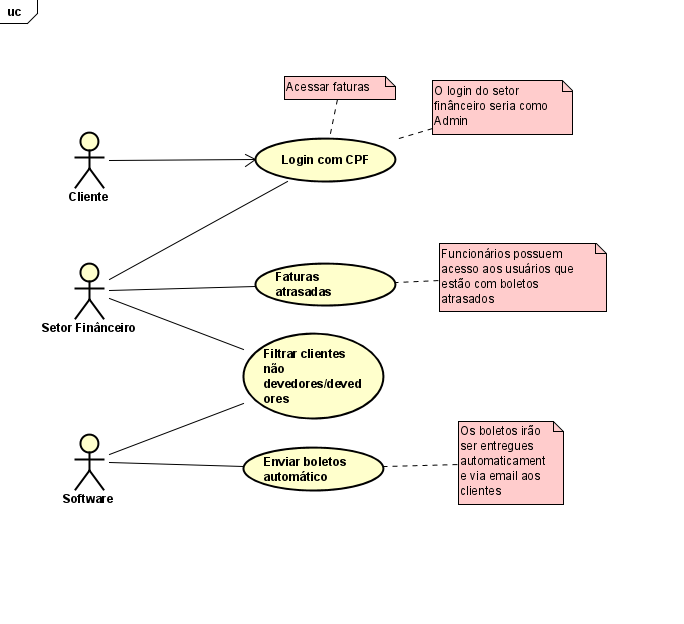 uc
Acessar faturas
O login do setor
finânceiro seria como
Admin
Login com CPF
Cliente
Funcionários possuem
acesso aos usuários que
estão com boletos
atrasados
Faturas
atrasadas
Setor Finânceiro
Filtrar clientes
não
devedores/deved
ores
Os boletos irão
ser entregues
automaticament
e via email aos
clientes
Enviar boletos
automático
Software